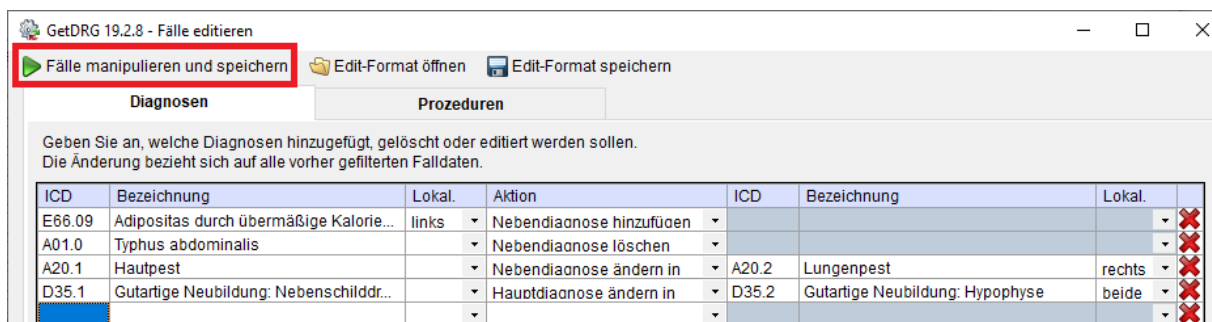 GetDRG 19.2.8 - Fälle editieren
Fälle manipulieren und speichern Edit-Format öffnen Edit-Format speichern
Diagnosen Prozeduren
Geben Sie an, welche Diagnosen hinzugefügt, gelöscht oder editiert werden sollen.
Die Änderung bezieht sich auf alle vorher gefilterten Falldaten.
ICD Bezeichnung Lokal. Aktion ICD Bezeichnung Lokal.
E66.09 Adipositas durch übermäßige Kalorie... links Nebendiagnose hinzufügen
A01.0 Typhus abdominalis Nebendiagnose löschen
A20.1 Hautpest Nebendiagnose ändern in A20.2 Lungenpest rechts
D35.1 Gutartige Neubildung: Nebenschilddr... Hauptdiagnose ändern in D35.2 Gutartige Neubildung: Hypophyse beide